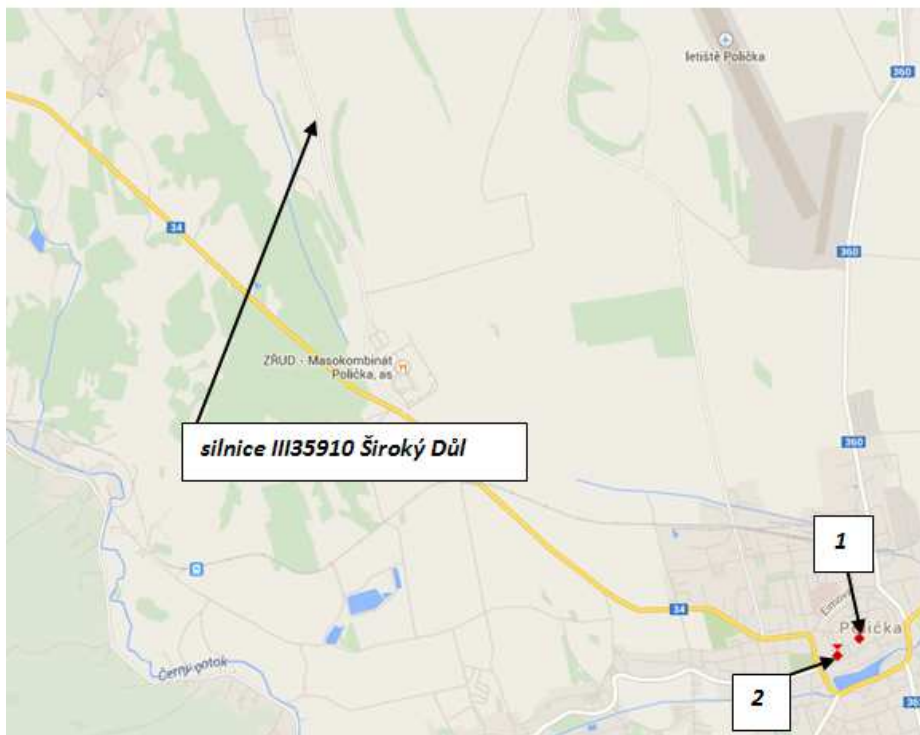 letiště Polička
360
34
360
ZŘUD - Masokombinát
Polička, as
silnice III35910 Široký Důl
360
1
34
Polička
Černý potok
2